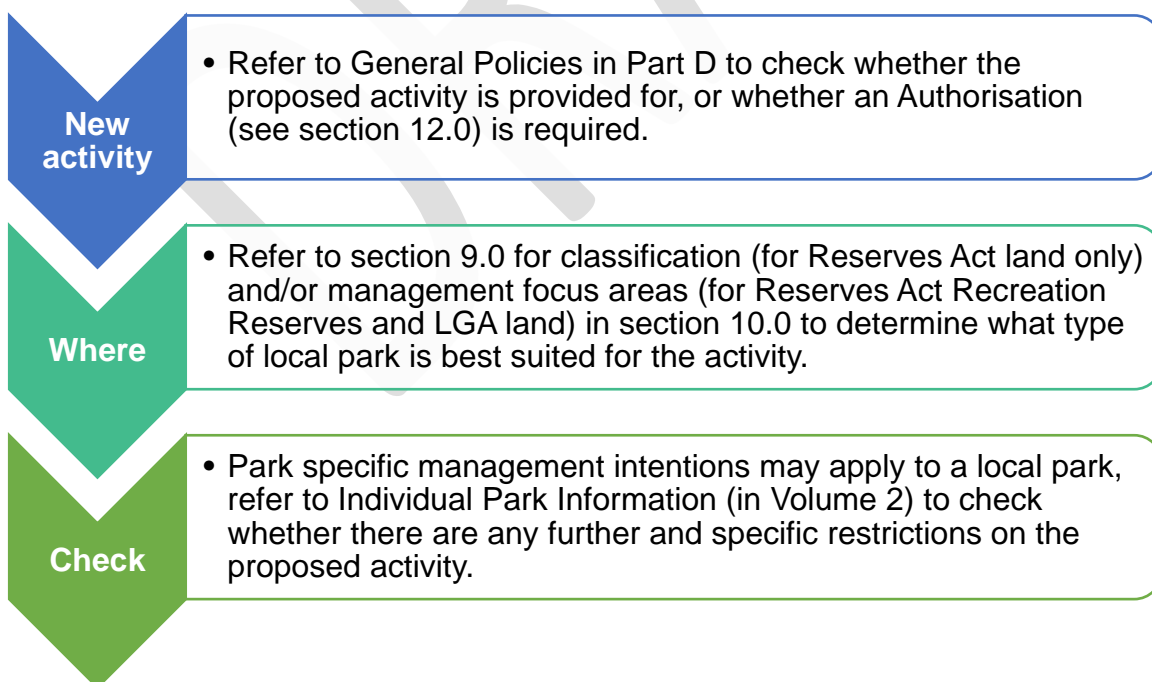 New
activity
• Refer to General Policies in Part D to check whether the
proposed activity is provided for, or whether an Authorisation
(see section 12.0) is required.
Where
• Refer to section 9.0 for classification (for Reserves Act land only)
and/or management focus areas (for Reserves Act Recreation
Reserves and LGA land) in section 10.0 to determine what type
of local park is best suited for the activity.
Check
• Park specific management intentions may apply to a local park,
refer to Individual Park Information (in Volume 2) to check
whether there are any further and specific restrictions on the
proposed activity.